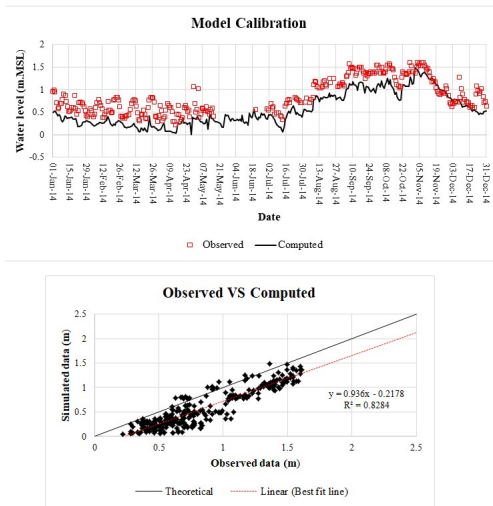 Model Calibration
Water level (m.MSL)
2
1.5
1
0.5
0
-0.5
01-Jan-14
15-Jan-14
29-Jan-14
12-Feb-14
26-Feb-14
12-Mar-14
26-Mar-14
09-Apr-14
23-Apr-14
07-May-14
21-May-14
04-Jun-14
18-Jun-14
02-Jul-14
16-Jul-14
30-Jul-14
13-Aug-14
27-Aug-14
10-Sep-14
24-Sep-14
08-Oct-14
22-Oct-14
05-Nov-14
19-Nov-14
03-Dec-14
17-Dec-14
31-Dec-14
Date
Observed Computed
Observed VS Computed
Simulated data (m)
2.5
2
1.5
1
0.5
0
y = 0.936x - 0.2178
R² = 0.8284
0 0.5 1 1.5 2 2.5
Observed data (m)
Theoretical Linear (Best fit line)